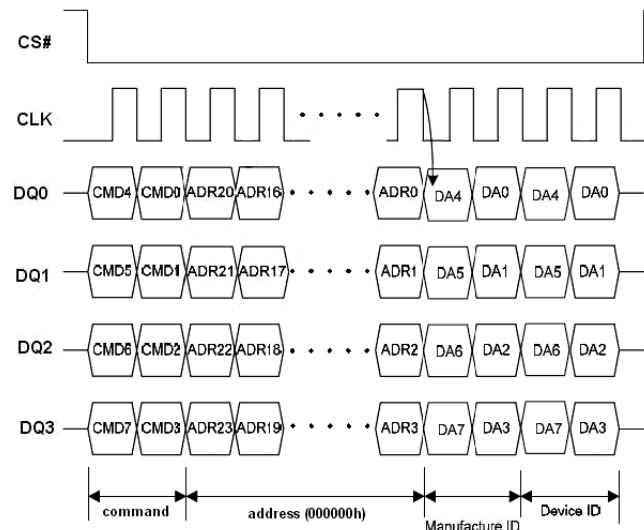 CS#
CLK
DQ0 CMD4 CMD0 ADR20 ADR16 ADR0 DA4 DA0 DA4 DA0
DQ1 CMD5 CMD1 ADR21 ADR17 ADR1 DA5 DA1 DA5 DA1
DQ2 CMD6 CMD2 ADR22 ADR18 ADR2 DA6 DA2 DA6 DA2
DQ3 CMD7 CMD3 ADR23 ADR19 ADR3 DA7 DA3 DA7 DA3
command address (000000h) Manufacture ID Device ID